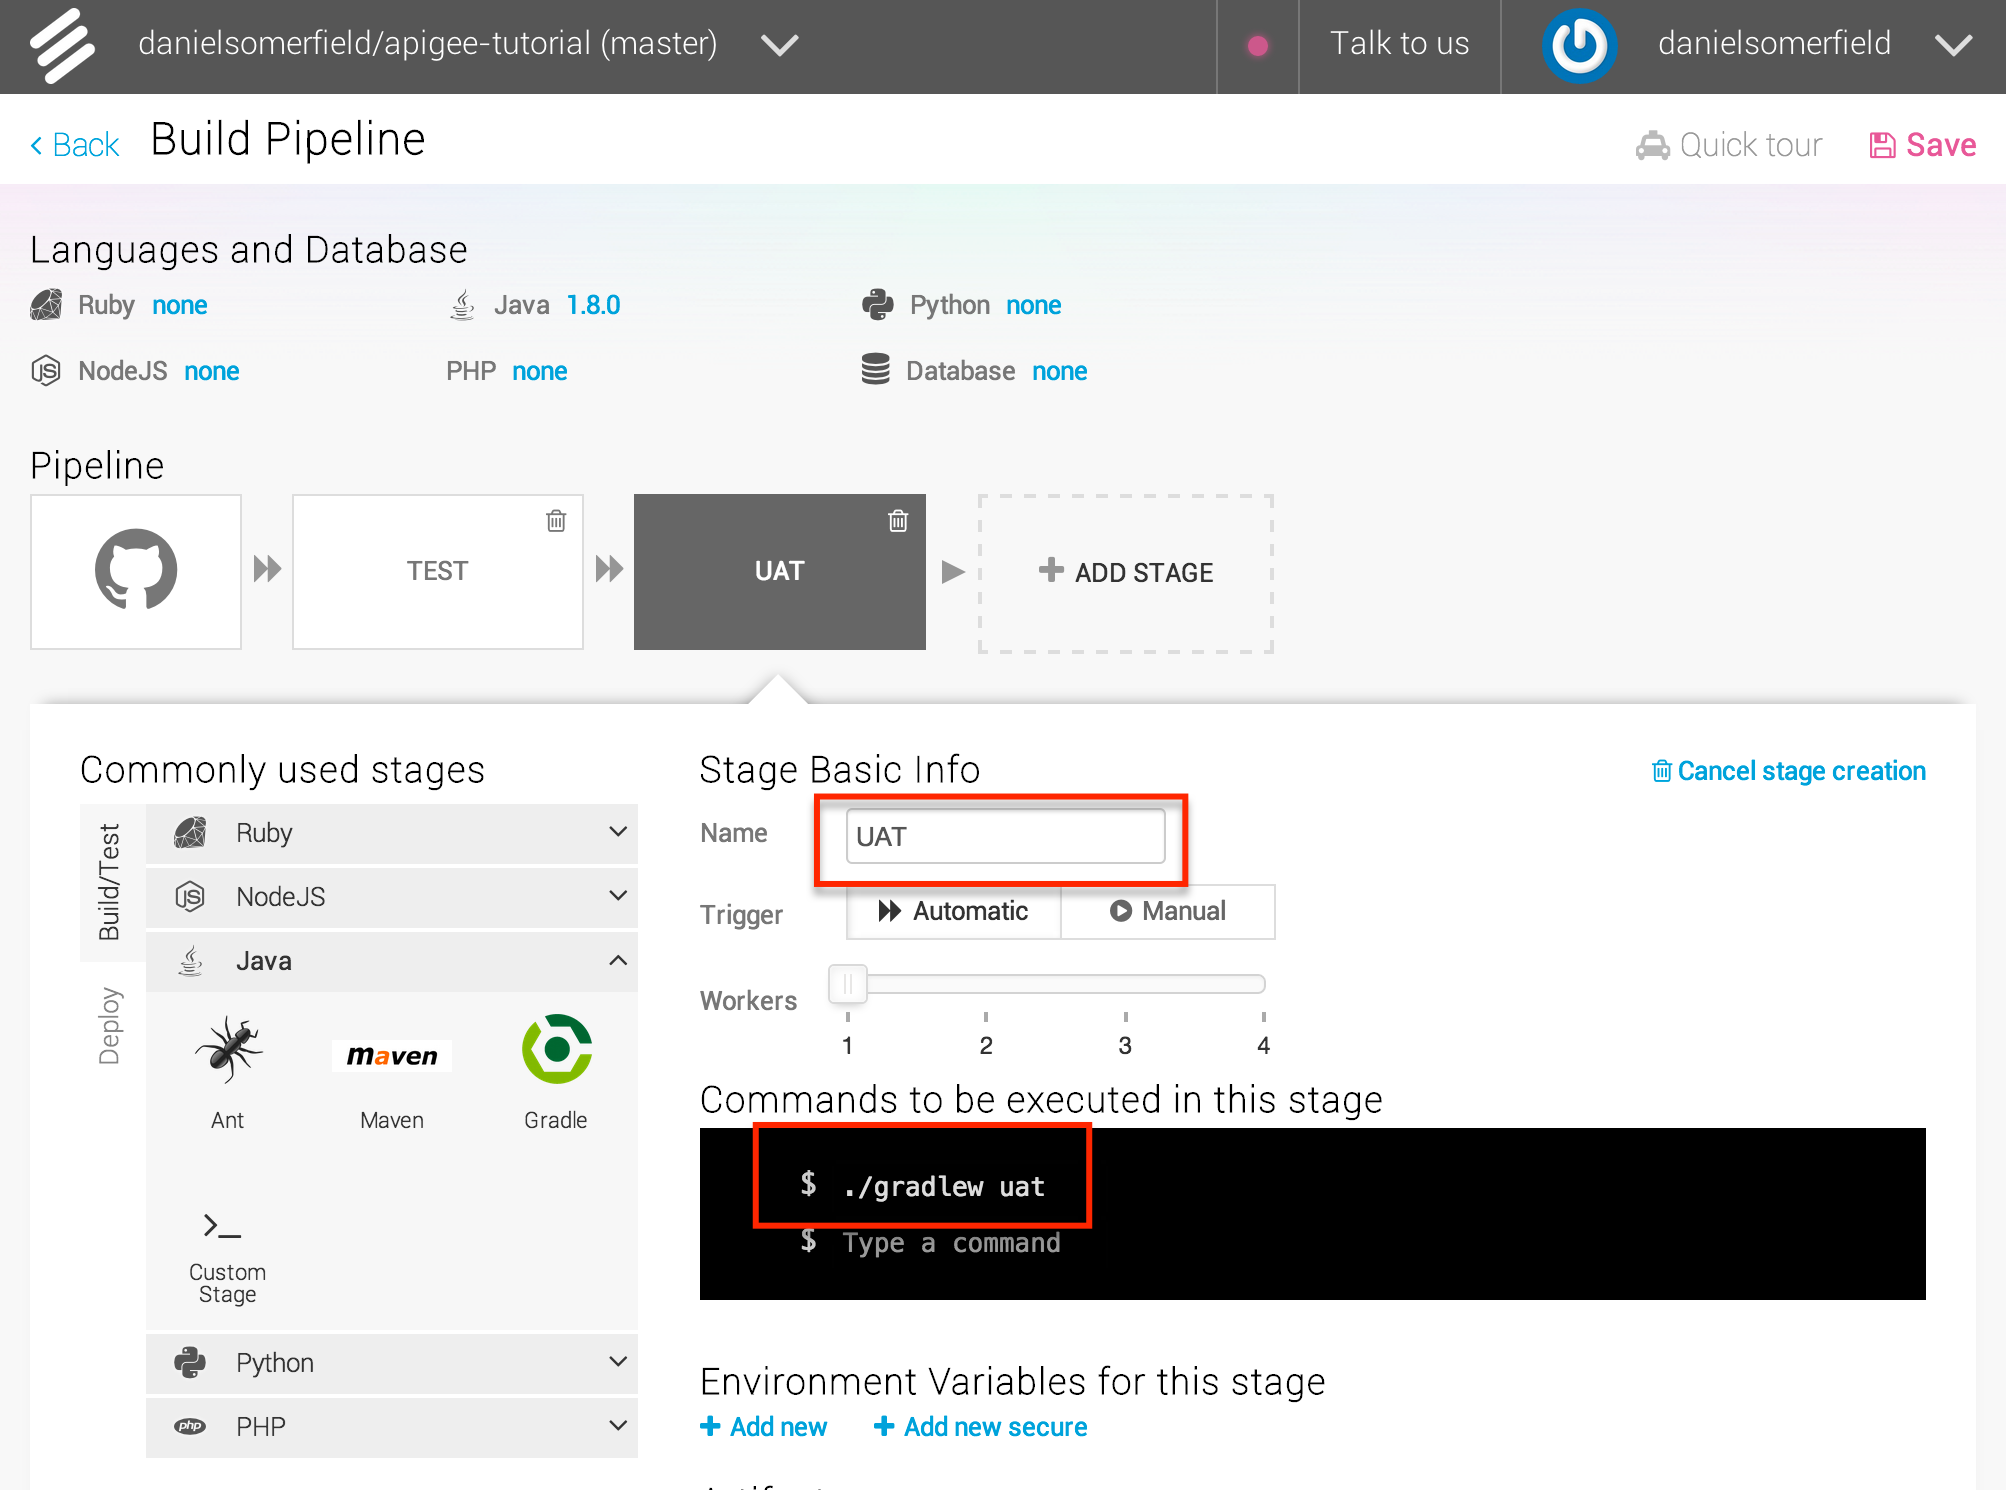 danielsomerfield/apigee-tutorial (master)
Talk to us
danielsomerfield
Back
Build Pipeline
Quick tour
Save
Languages and Database
Ruby none
Java 1.8.0
Python none
NodeJS none
PHP none
Database none
Pipeline
TEST
UAT
ADD STAGE
Commonly used stages
Build/Test
Deploy
Ruby
NodeJS
Java
Ant
maven
Maven
Gradle
>_
Custom
Stage
Python
php
PHP
Stage Basic Info
Cancel stage creation
Name
UAT
Trigger
Automatic
Manual
Workers
1 2 3 4
Commands to be executed in this stage
$ ./gradlew uat
$ Type a command
Environment Variables for this stage
+ Add new
+ Add new secure